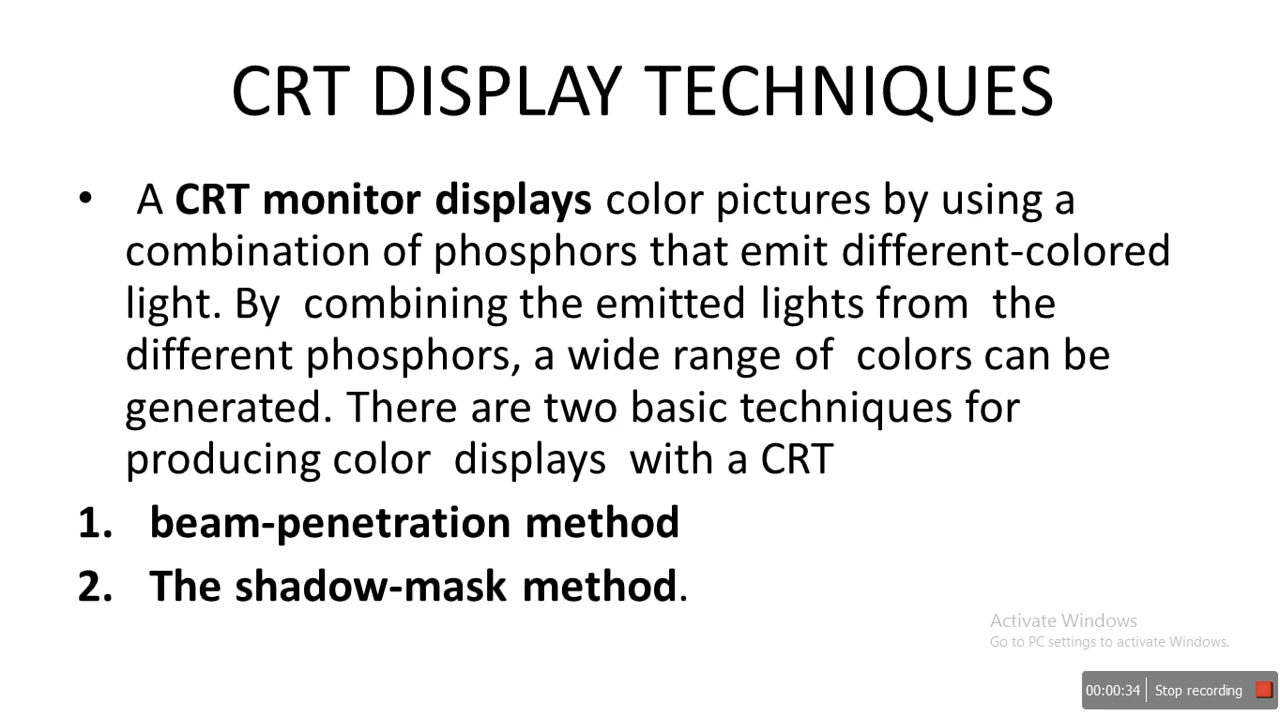 CRT DISPLAY TECHNIQUES
• A CRT monitor displays color pictures by using a
combination of phosphors that emit different-colored
light. By combining the emitted lights from the
different phosphors, a wide range of colors can be
generated. There are two basic techniques for
producing color displays with a CRT
1. beam-penetration method
2. The shadow-mask method.
Activate Windows
Go to PC settings to activate Windows.
00:00:34 Stop recording